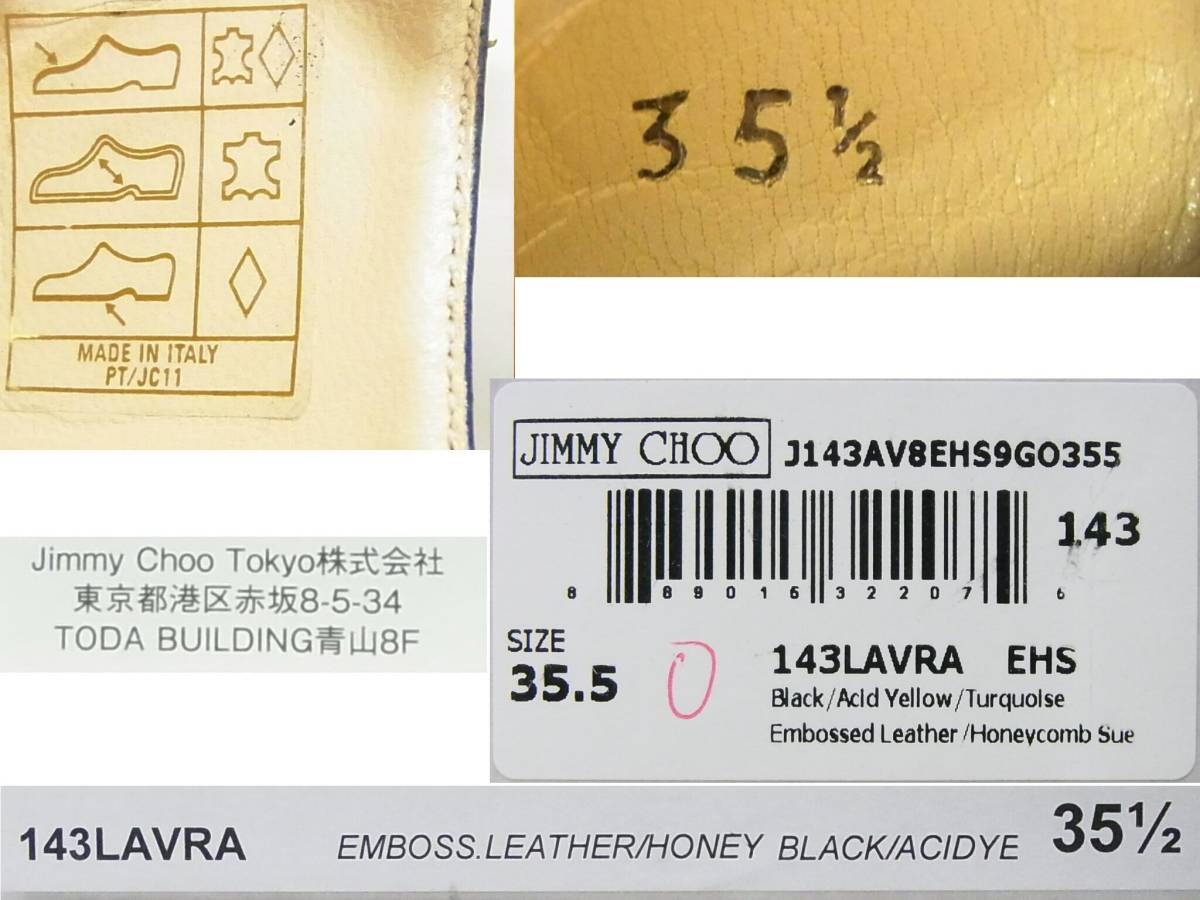 MADE IN ITALY
PT/JC11
35½
JIMMY CHOO J143AV8EHS9GO355
143
8 89016 32207 6
SIZE
35.5
0
143LAVRA EHS
Black/Acid Yellow/Turquoise
Embossed Leather/Honeycomb Sue
Jimmy Choo Tokyo株式会社
東京都港区赤坂8-5-34
TODA BUILDING青山8F
143LAVRA EMBOSS.LEATHER/HONEY BLACK/ACIDYE 35½